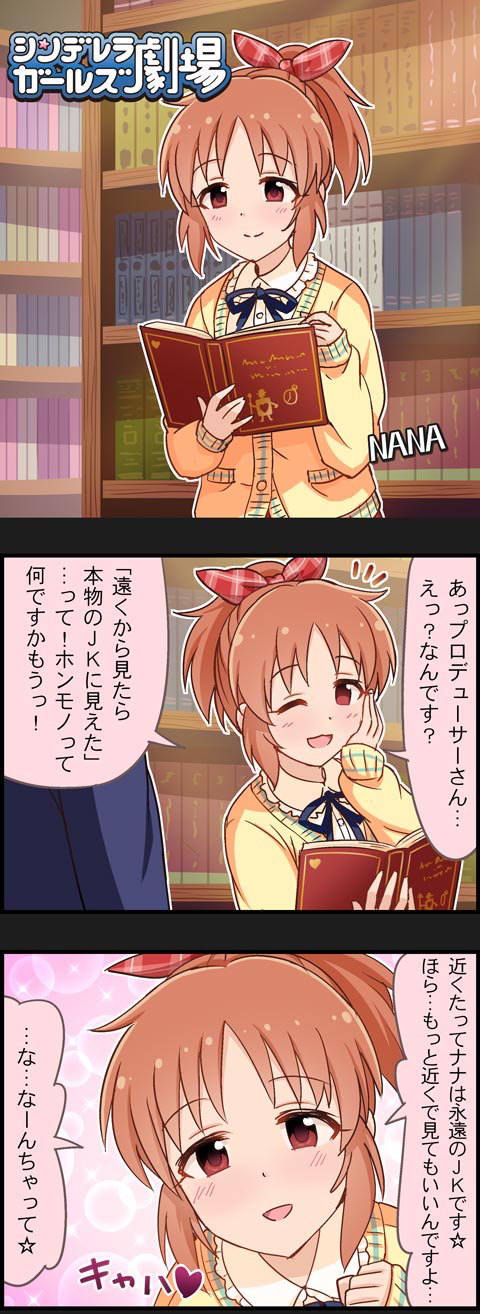 シンデレラ
ガールズ劇場
NANA
あっプロデューサーさん…
えっ？なんです？
「遠くから見たら
本物のＪＫに見えた」
…って！ホンモノって
何ですかもうっ！
近くたってナナは永遠のＪＫです☆
ほら…もっと近くで見てもいいんですよ…
…な…なーんちゃって☆
キャハ♥